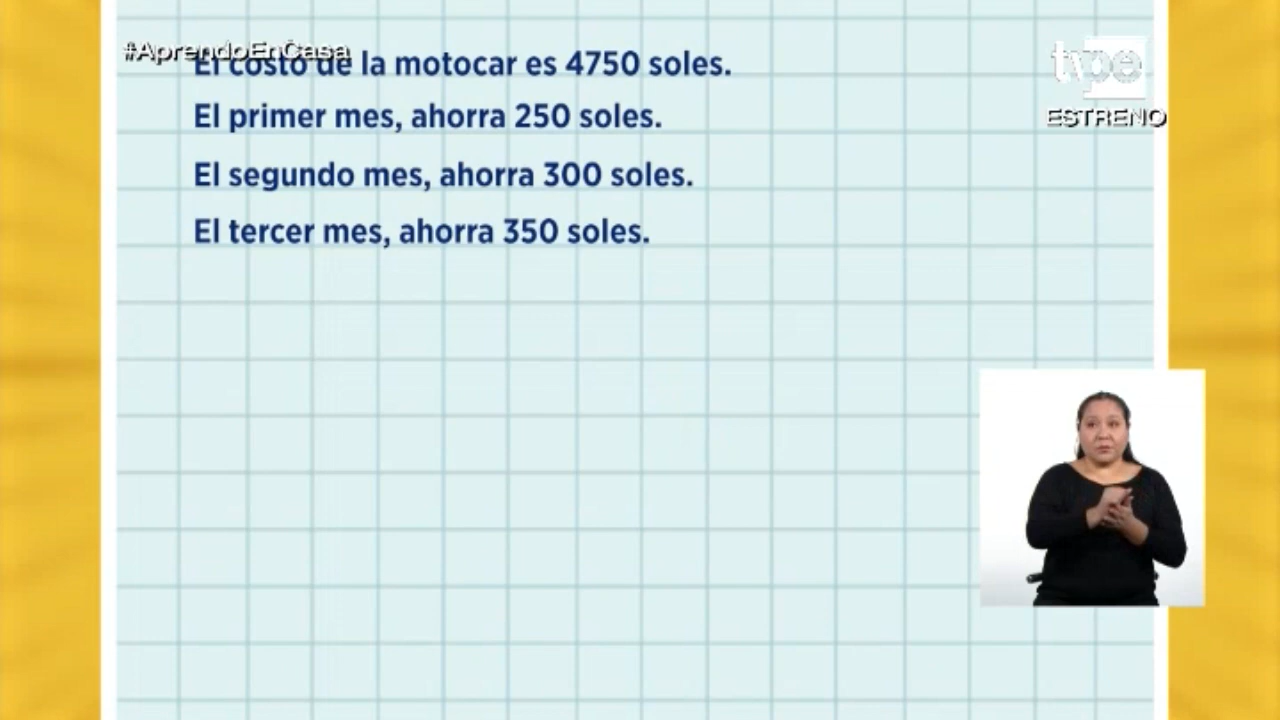 #AprendoEnCasa
El costo de la motocar es 4750 soles.
El primer mes, ahorra 250 soles.
El segundo mes, ahorra 300 soles.
El tercer mes, ahorra 350 soles.
tvpe
ESTRENO